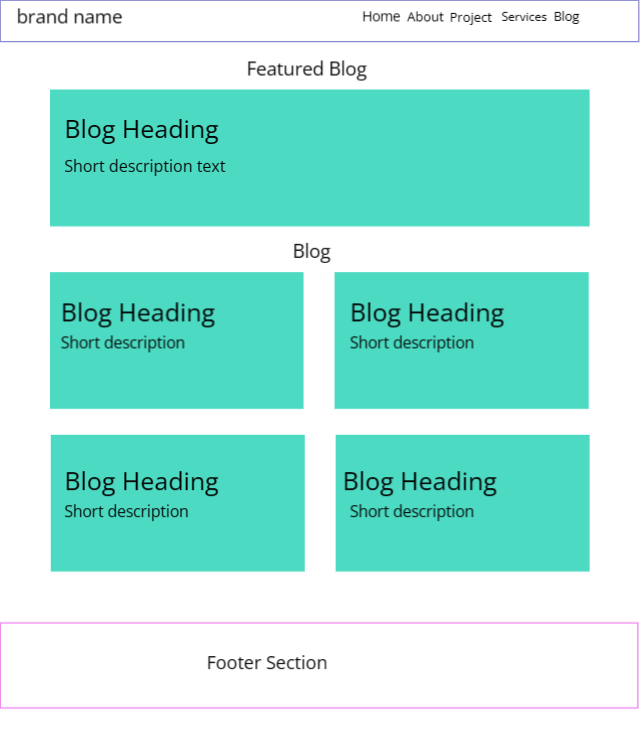 brand name Home About Project Services Blog
Featured Blog
Blog Heading
Short description text
Blog
Blog Heading
Short description
Blog Heading
Short description
Blog Heading
Short description
Blog Heading
Short description
Footer Section